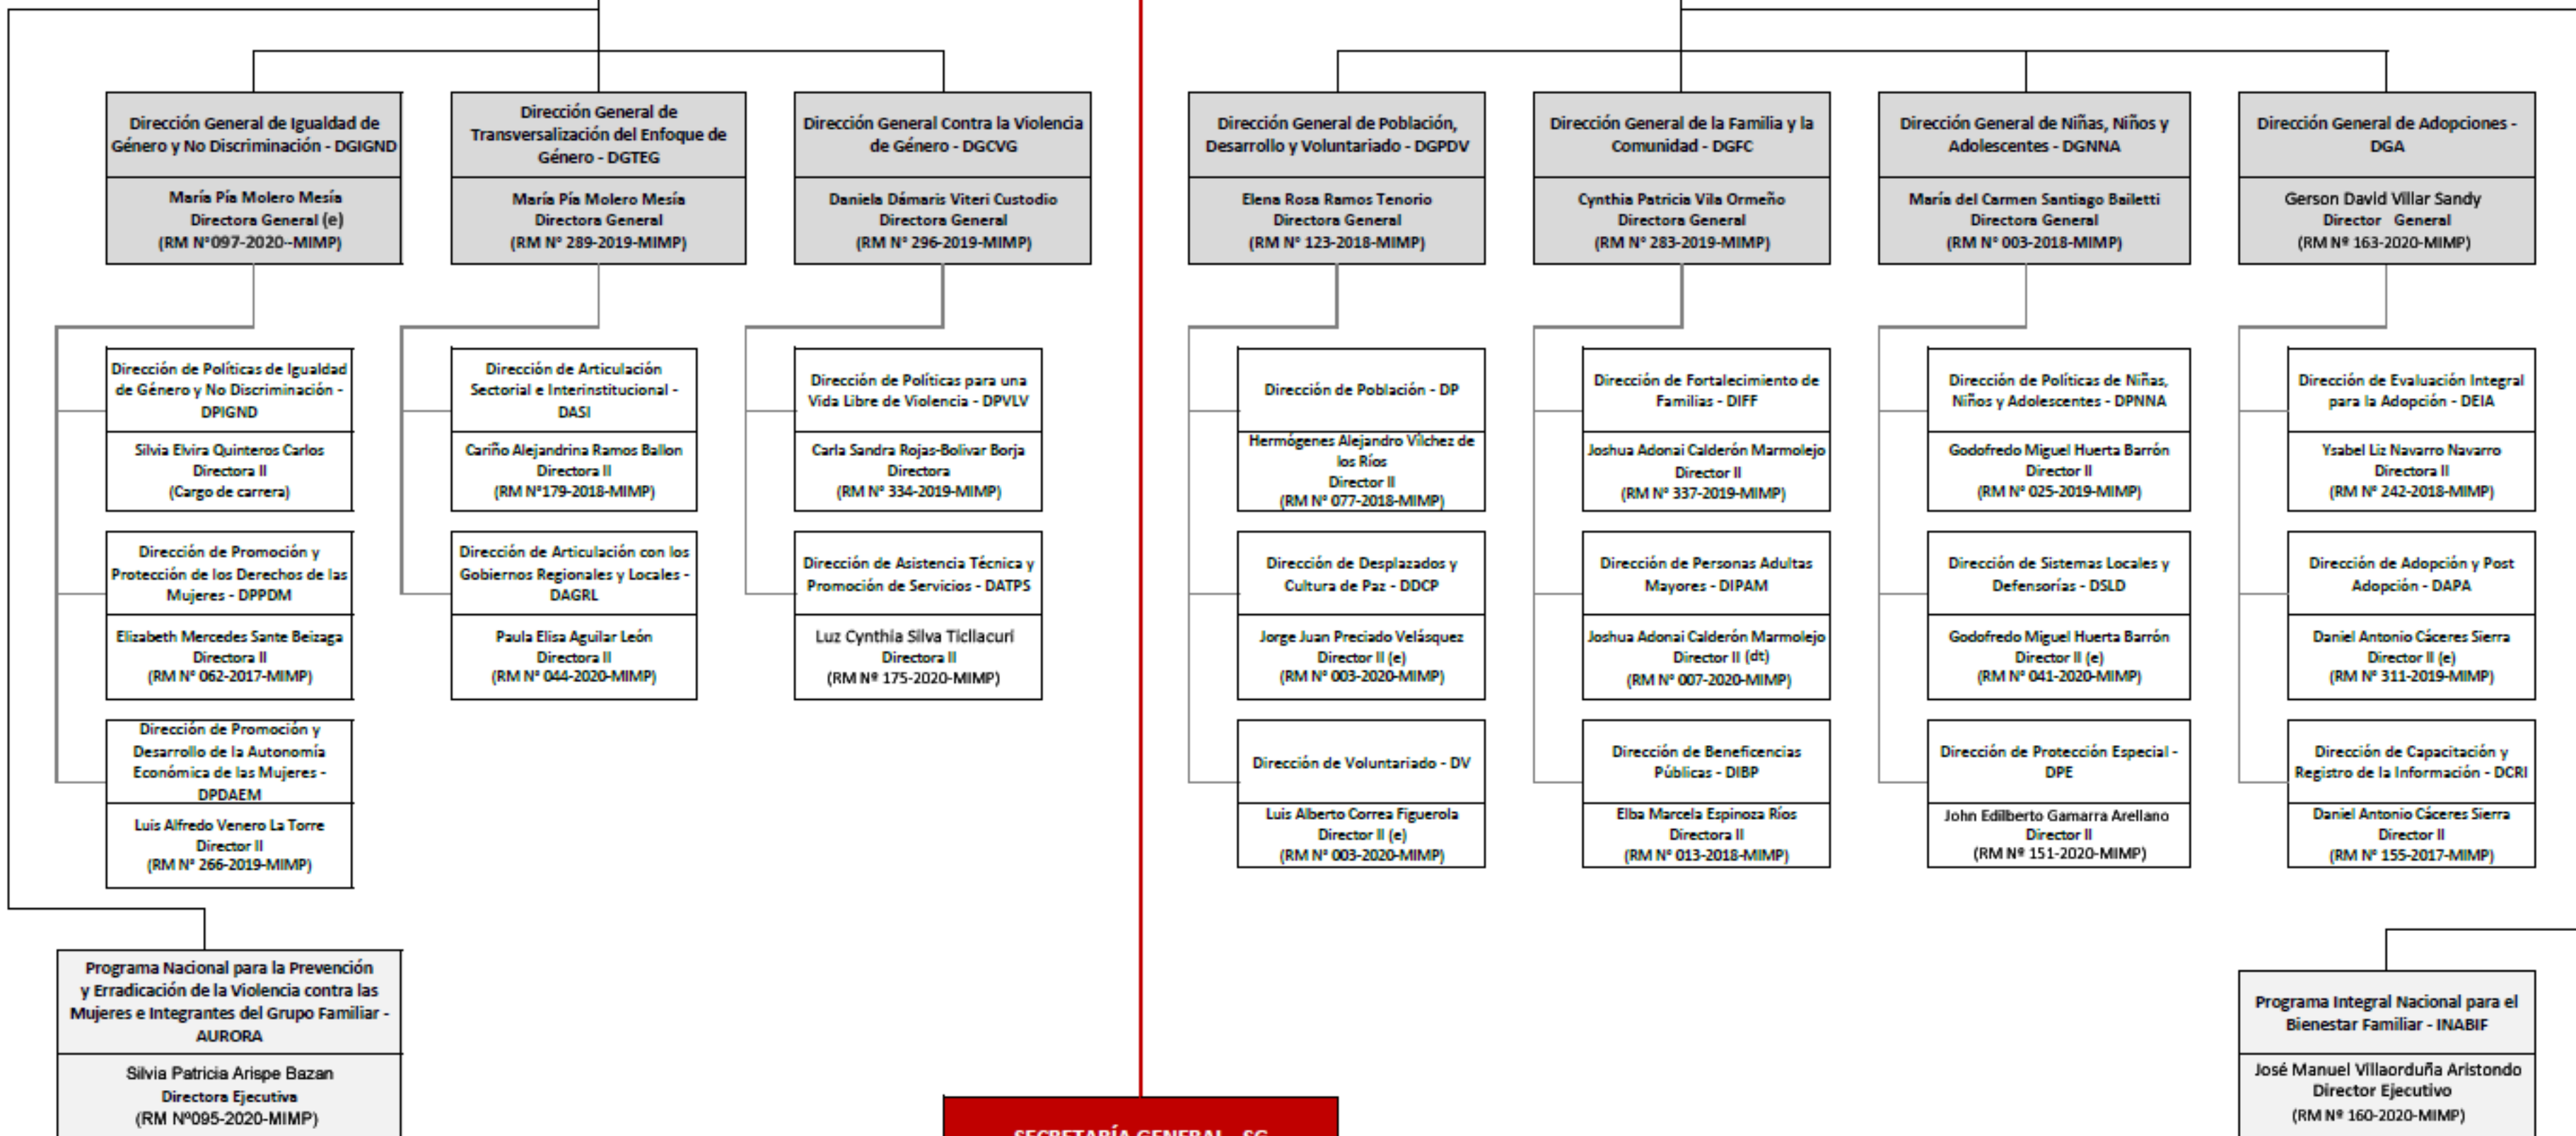 Dirección General de Igualdad de
Género y No Discriminación - DGIGND
María Pía Molero Mesía
Directora General (e)
(RM N°097-2020--MIMP)
Dirección General de
Transversalización del Enfoque de
Género - DGTEG
María Pía Molero Mesía
Directora General
(RM N° 289-2019-MIMP)
Dirección General Contra la Violencia
de Género - DGCVG
Daniela Dámaris Viteri Custodio
Directora General
(RM N° 296-2019-MIMP)
Dirección General de Población,
Desarrollo y Voluntariado - DGPDV
Elena Rosa Ramos Tenorio
Directora General
(RM N° 123-2018-MIMP)
Dirección General de la Familia y la
Comunidad - DGFC
Cynthia Patricia Vila Ormeño
Directora General
(RM N° 283-2019-MIMP)
Dirección General de Niñas, Niños y
Adolescentes - DGNNA
María del Carmen Santiago Bailetti
Directora General
(RM N° 003-2018-MIMP)
Dirección General de Adopciones -
DGA
Gerson David Villar Sandy
Director General
(RM Nº 163-2020-MIMP)
Dirección de Políticas de Igualdad
de Género y No Discriminación -
DPIGND
Silvia Elvira Quinteros Carlos
Directora II
(Cargo de carrera)
Dirección de Promoción y
Protección de los Derechos de las
Mujeres - DPPDM
Elizabeth Mercedes Sante Beizaga
Directora II
(RM N° 062-2017-MIMP)
Dirección de Promoción y
Desarrollo de la Autonomía
Económica de las Mujeres -
DPDAEM
Luis Alfredo Venero La Torre
Director II
(RM N° 266-2019-MIMP)
Dirección de Articulación
Sectorial e Interinstitucional -
DASI
Cariño Alejandrina Ramos Ballon
Directora II
(RM N°179-2018-MIMP)
Dirección de Articulación con los
Gobiernos Regionales y Locales -
DAGRL
Paula Elisa Aguilar León
Directora II
(RM N° 044-2020-MIMP)
Dirección de Políticas para una
Vida Libre de Violencia - DPVLV
Carla Sandra Rojas-Bolivar Borja
Directora
(RM N° 334-2019-MIMP)
Dirección de Asistencia Técnica y
Promoción de Servicios - DATPS
Luz Cynthia Silva Ticllacuri
Directora II
(RM Nº 175-2020-MIMP)
Dirección de Población - DP
Hermógenes Alejandro Vílchez de
los Ríos
Director II
(RM N° 077-2018-MIMP)
Dirección de Desplazados y
Cultura de Paz - DDCP
Jorge Juan Preciado Velásquez
Director II (e)
(RM N° 003-2020-MIMP)
Dirección de Voluntariado - DV
Luis Alberto Correa Figuerola
Director II (e)
(RM N° 003-2020-MIMP)
Dirección de Fortalecimiento de
Familias - DIFF
Joshua Adonai Calderón Marmolejo
Director II
(RM N° 337-2019-MIMP)
Dirección de Personas Adultas
Mayores - DIPAM
Joshua Adonai Calderón Marmolejo
Director II (dt)
(RM N° 007-2020-MIMP)
Dirección de Beneficencias
Públicas - DIBP
Elba Marcela Espinoza Ríos
Directora II
(RM N° 013-2018-MIMP)
Dirección de Políticas de Niñas,
Niños y Adolescentes - DPNNA
Godofredo Miguel Huerta Barrón
Director II
(RM N° 025-2019-MIMP)
Dirección de Sistemas Locales y
Defensorías - DSLD
Godofredo Miguel Huerta Barrón
Director II (e)
(RM N° 041-2020-MIMP)
Dirección de Protección Especial -
DPE
John Edilberto Gamarra Arellano
Director II
(RM Nº 151-2020-MIMP)
Dirección de Evaluación Integral
para la Adopción - DEIA
Ysabel Liz Navarro Navarro
Directora II
(RM N° 242-2018-MIMP)
Dirección de Adopción y Post
Adopción - DAPA
Daniel Antonio Cáceres Sierra
Director II (e)
(RM N° 311-2019-MIMP)
Dirección de Capacitación y
Registro de la Información - DCRI
Daniel Antonio Cáceres Sierra
Director II
(RM N° 155-2017-MIMP)
Programa Nacional para la Prevención
y Erradicación de la Violencia contra las
Mujeres e Integrantes del Grupo Familiar -
AURORA
Silvia Patricia Arispe Bazan
Directora Ejecutiva
(RM Nº095-2020-MIMP)
Programa Integral Nacional para el
Bienestar Familiar - INABIF
José Manuel Villaorduña Aristondo
Director Ejecutivo
(RM Nº 160-2020-MIMP)
SECRETARÍA GENERAL - SG